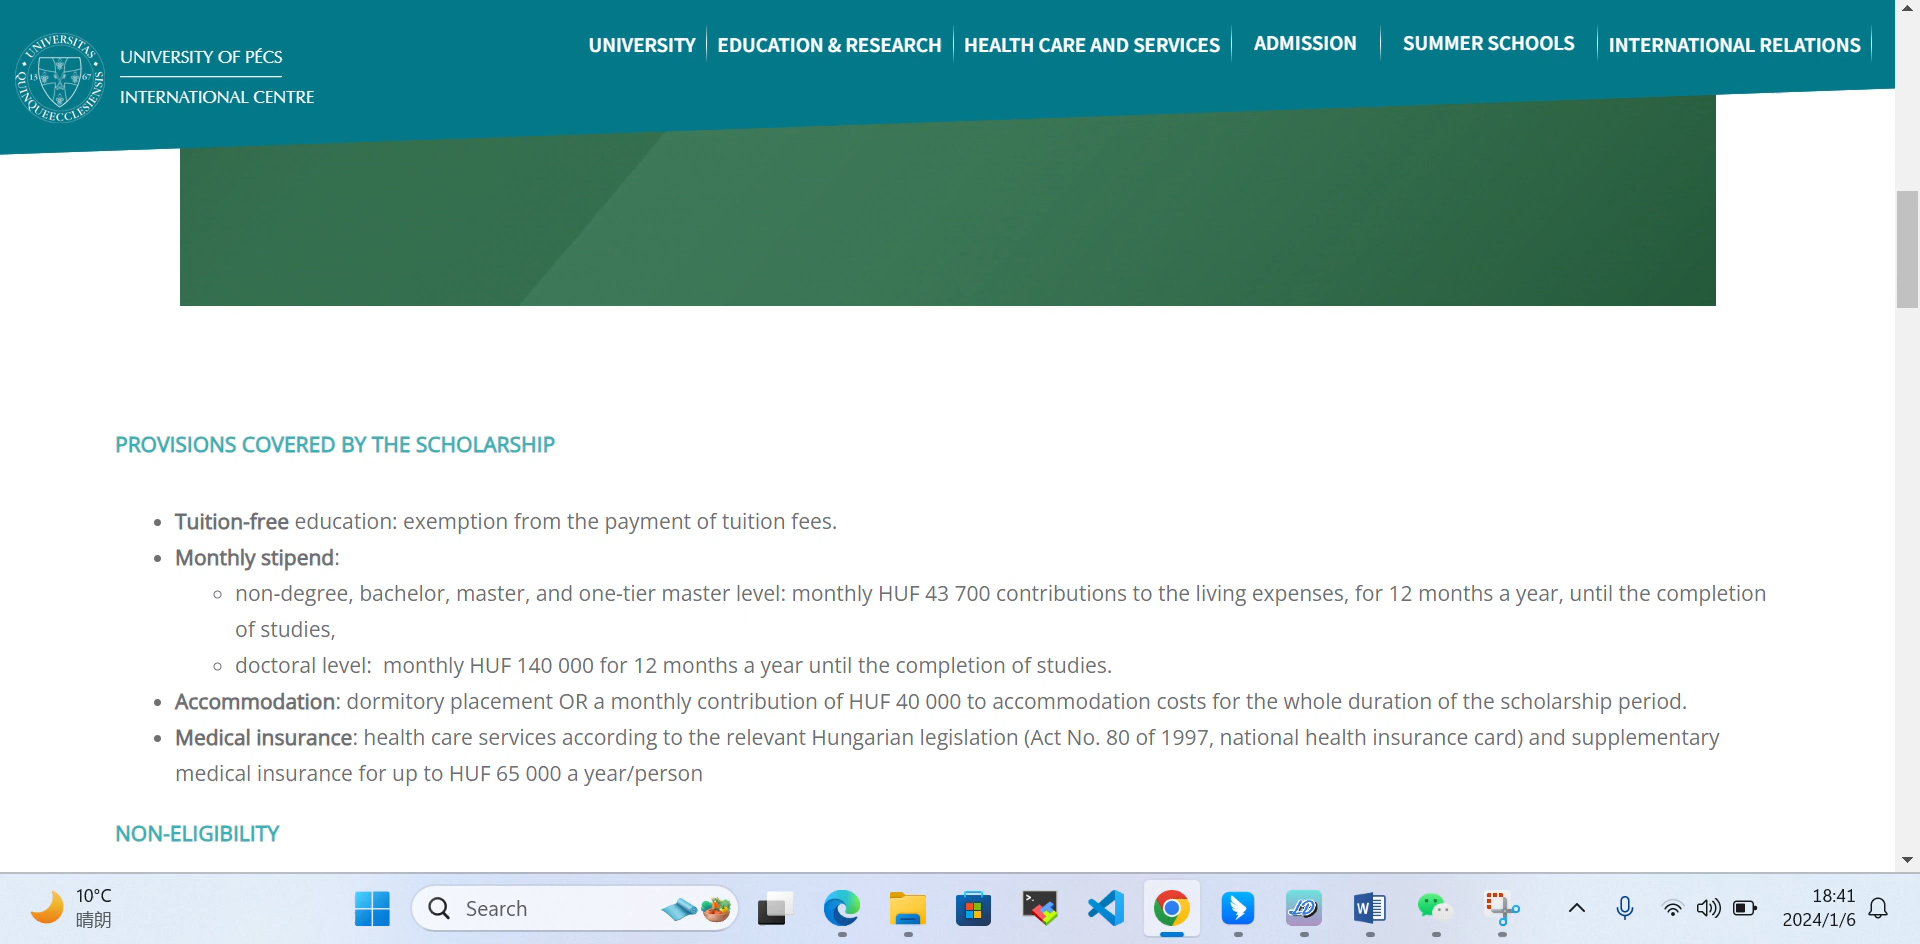 UNIVERSITAS
QUINQUEECCLESIENSIS
13 67
UNIVERSITY OF PÉCS
INTERNATIONAL CENTRE
UNIVERSITY
EDUCATION & RESEARCH
HEALTH CARE AND SERVICES
ADMISSION
SUMMER SCHOOLS
INTERNATIONAL RELATIONS
PROVISIONS COVERED BY THE SCHOLARSHIP
• Tuition-free education: exemption from the payment of tuition fees.
• Monthly stipend:
○ non-degree, bachelor, master, and one-tier master level: monthly HUF 43 700 contributions to the living expenses, for 12 months a year, until the completion
of studies,
○ doctoral level:  monthly HUF 140 000 for 12 months a year until the completion of studies.
• Accommodation: dormitory placement OR a monthly contribution of HUF 40 000 to accommodation costs for the whole duration of the scholarship period.
• Medical insurance: health care services according to the relevant Hungarian legislation (Act No. 80 of 1997, national health insurance card) and supplementary
medical insurance for up to HUF 65 000 a year/person
NON-ELIGIBILITY
10°C
晴朗
Search
18:41
2024/1/6